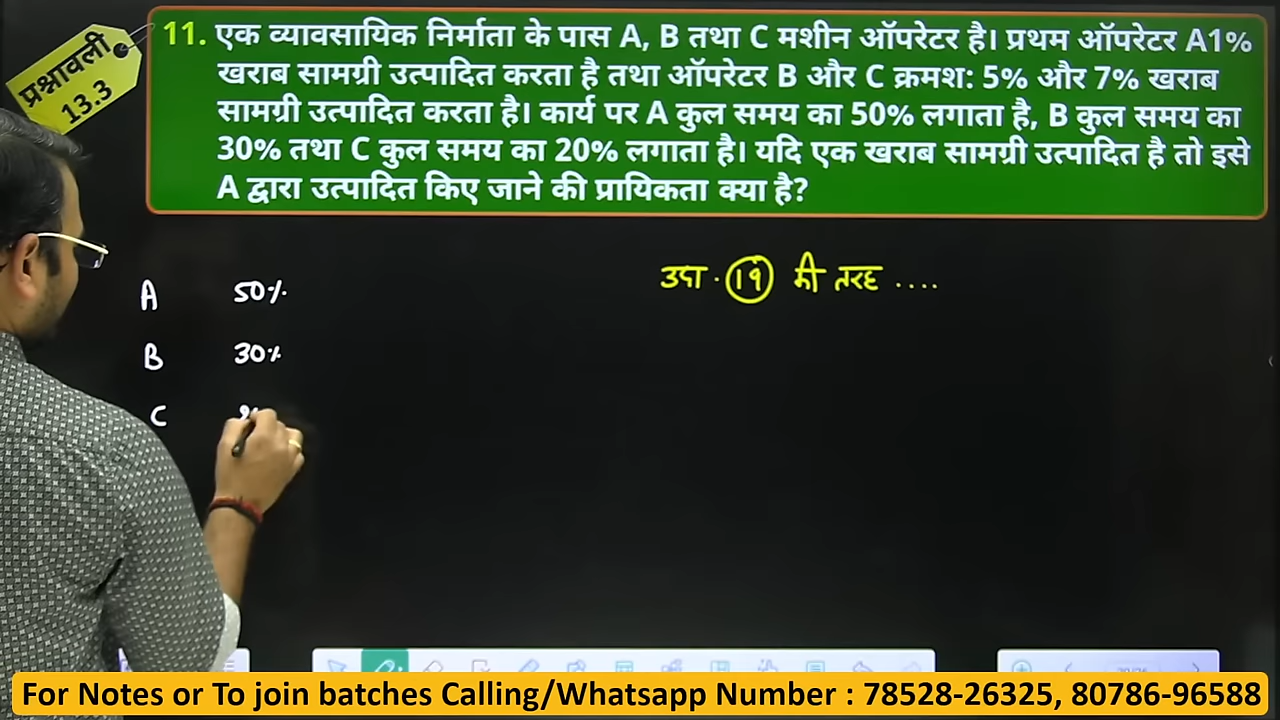 प्रश्नावली
13.3
11. एक व्यावसायिक निर्माता के पास A, B तथा C मशीन ऑपरेटर है। प्रथम ऑपरेटर A1%
खराब सामग्री उत्पादित करता है तथा ऑपरेटर B और C क्रमश: 5% और 7% खराब
सामग्री उत्पादित करता है। कार्य पर A कुल समय का 50% लगाता है, B कुल समय का
30% तथा C कुल समय का 20% लगाता है। यदि एक खराब सामग्री उत्पादित है तो इसे
A द्वारा उत्पादित किए जाने की प्रायिकता क्या है?
उदा. 19 की तरह ....
A 50%
B 30%
C
For Notes or To join batches Calling/Whatsapp Number : 78528-26325, 80786-96588